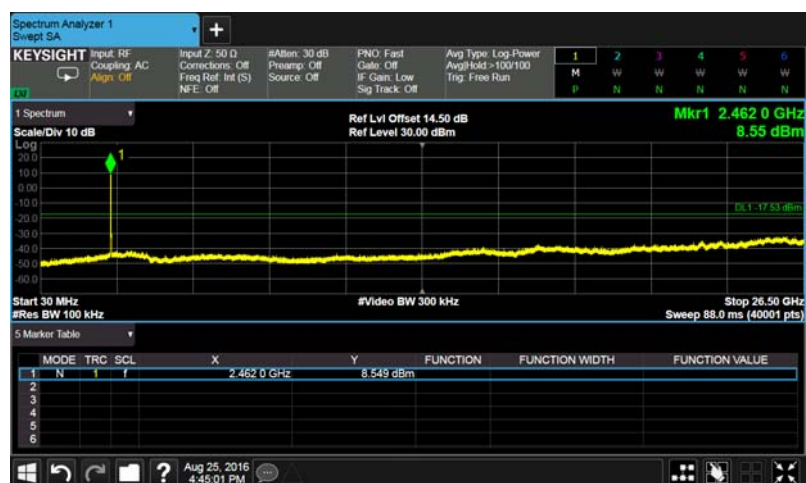 Spectrum Analyzer 1
Swept SA
+
KEYSIGHT Input: RF Input Z: 50 Ω #Atten: 30 dB PNO: Fast Avg Type: Log-Power 1 2 3 4 5 6
Coupling: AC Corrections: Off Preamp: Off Gate: Off Avg|Hold:>100/100 M W W W W W
Align: Off Freq Ref: Int (S) Source: Off IF Gain: Low Trig: Free Run P N N N N N
LXI NFE: Off Sig Track: Off
1 Spectrum Ref Lvl Offset 14.50 dB Mkr1 2.462 0 GHz
Scale/Div 10 dB Ref Level 30.00 dBm 8.55 dBm
Log
20.0
1
10.0
0.00
-10.0
DL1 -17.53 dBm
-20.0
-30.0
-40.0
-50.0
-60.0
Start 30 MHz #Video BW 300 kHz Stop 26.50 GHz
#Res BW 100 kHz Sweep 88.0 ms (40001 pts)
5 Marker Table
MODE TRC SCL X Y FUNCTION FUNCTION WIDTH FUNCTION VALUE
1 N 1 f 2.462 0 GHz 8.549 dBm
2
3
4
5
6
? Aug 25, 2016
4:45:01 PM